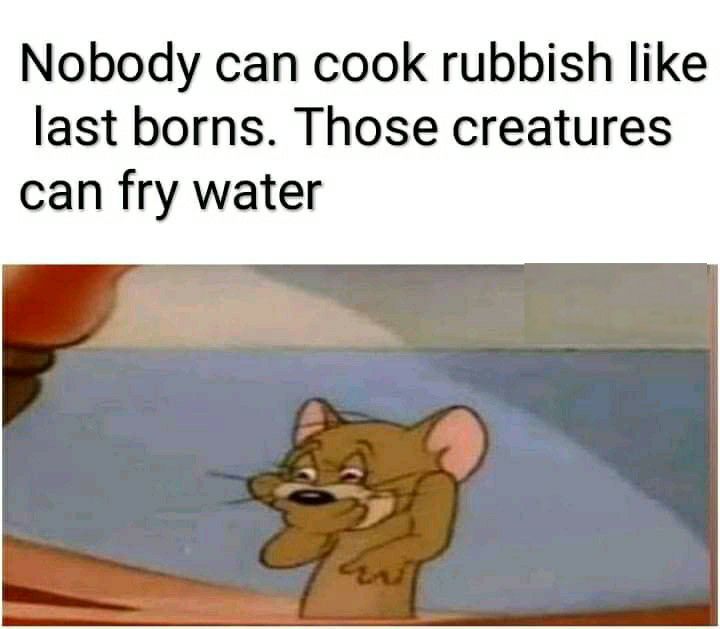 Nobody can cook rubbish like
last borns. Those creatures
can fry water